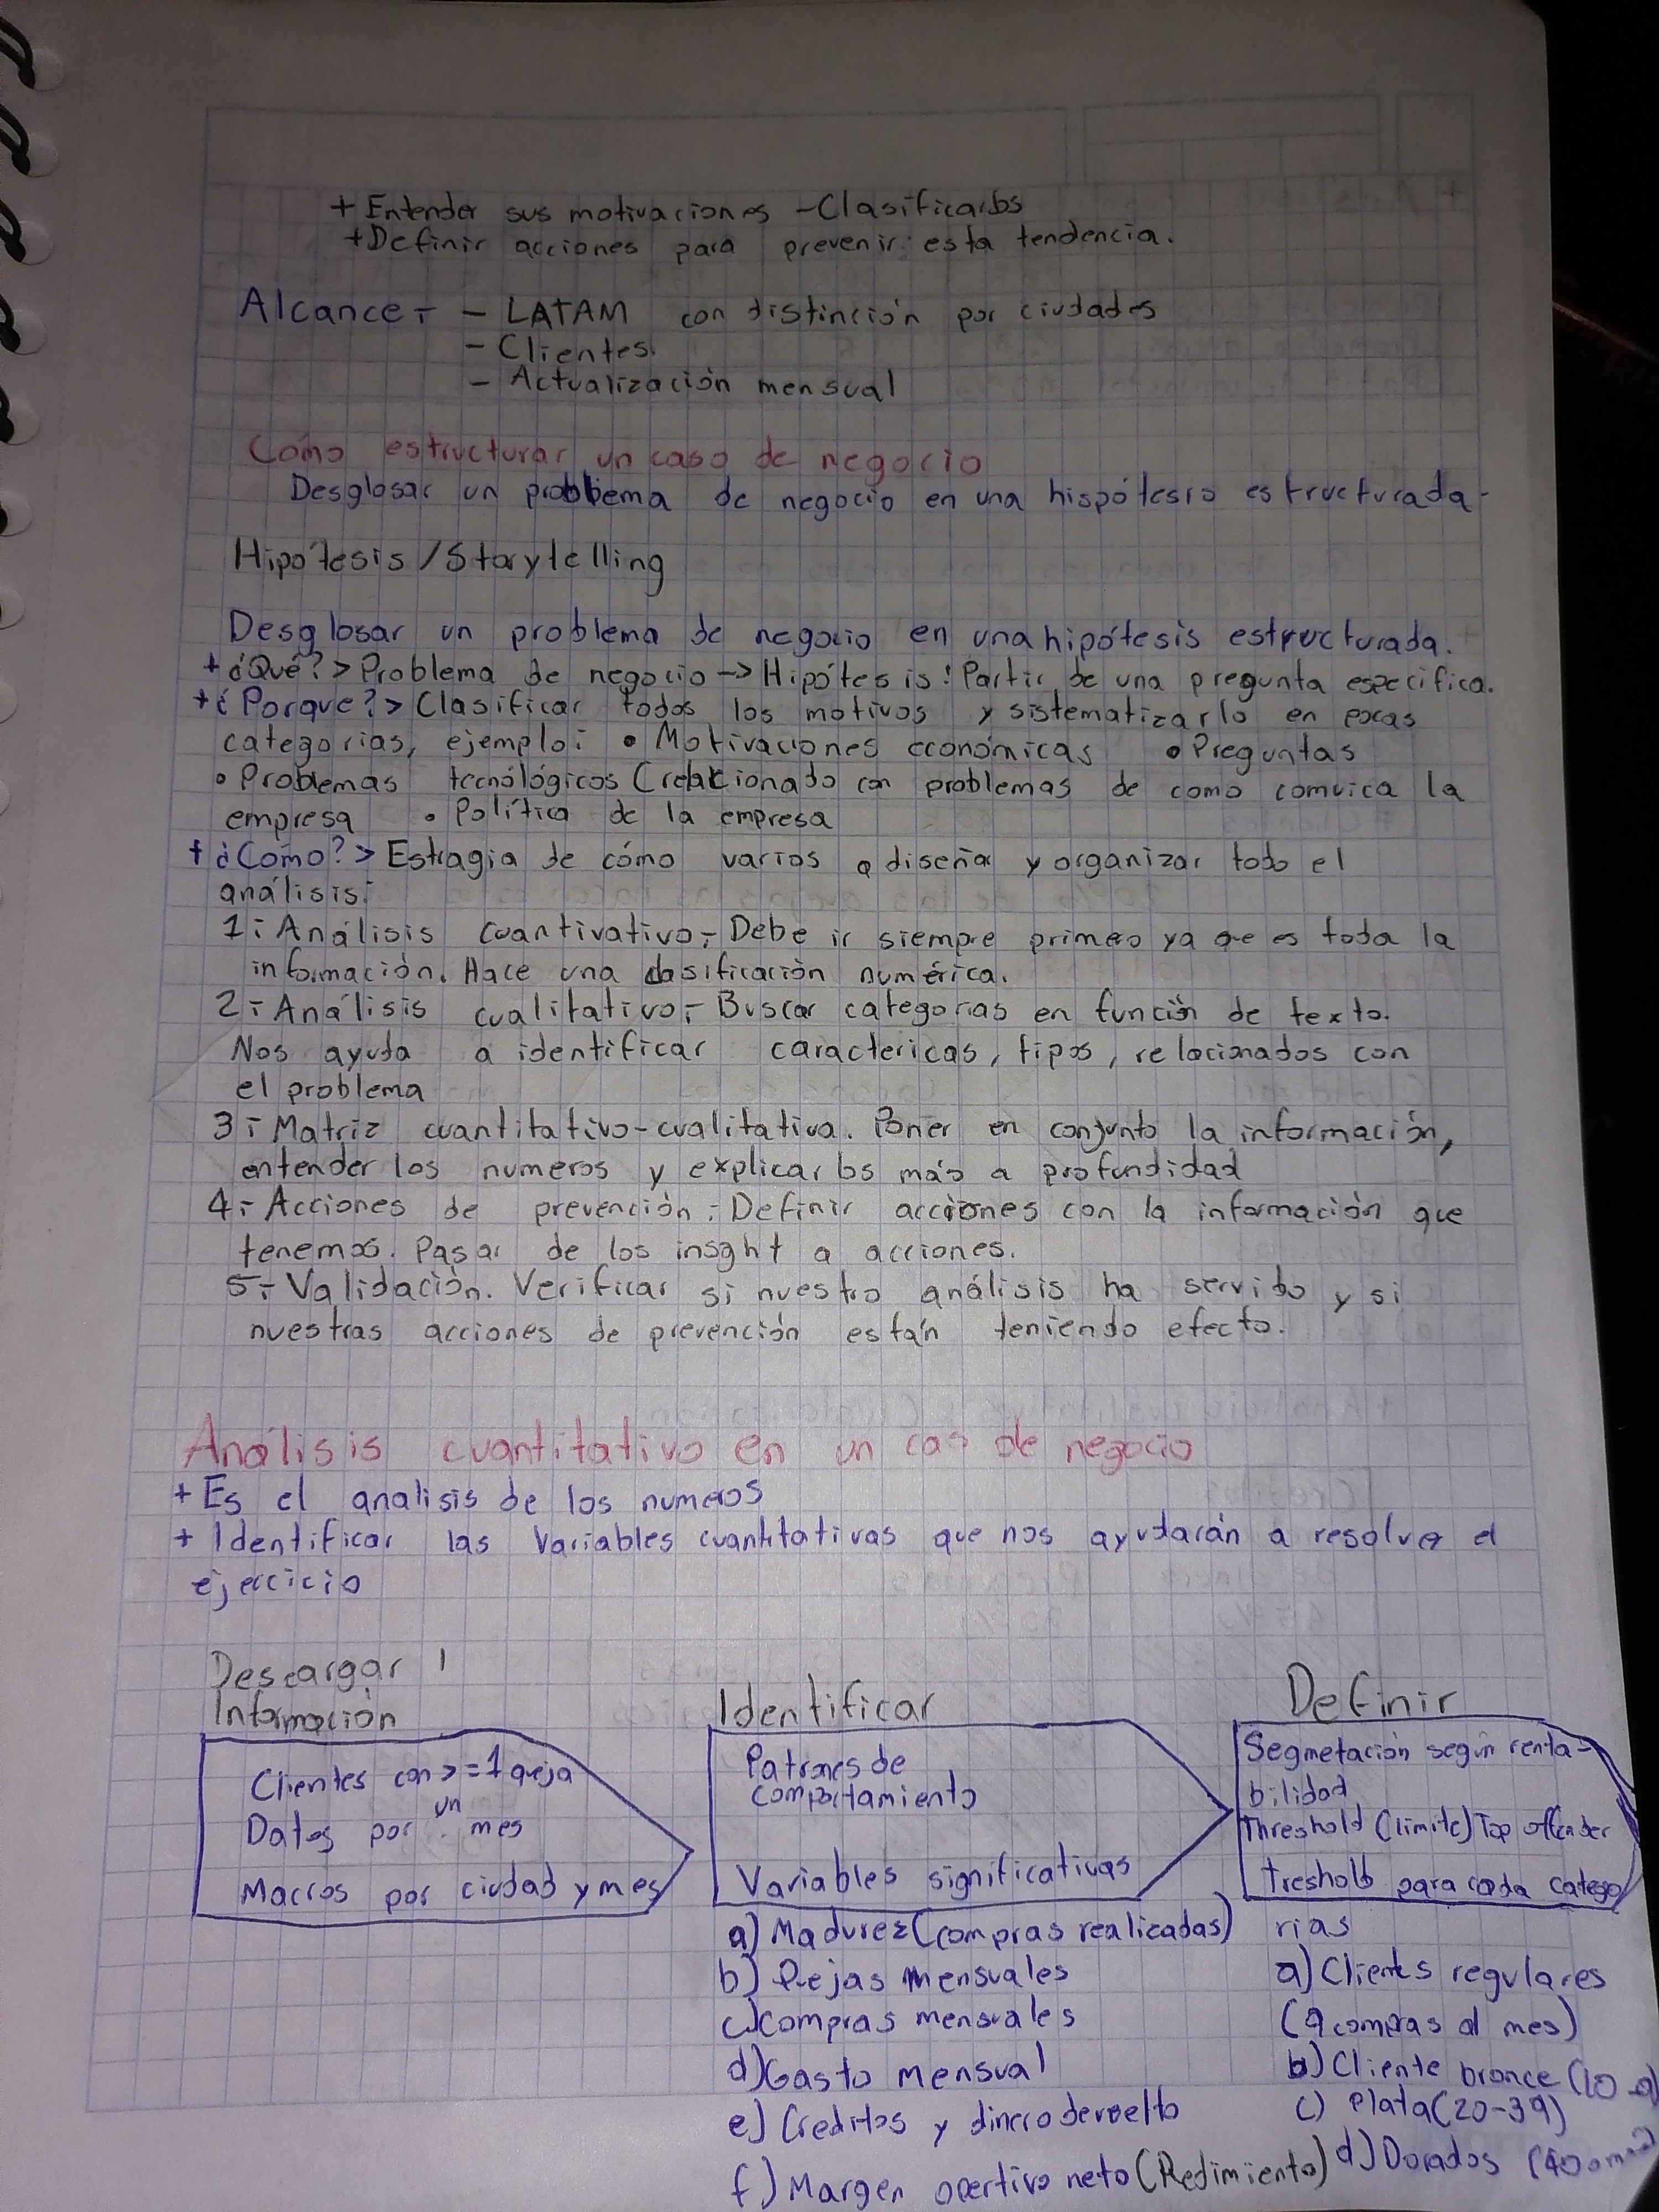 + Entender sus motivaciones - Clasificarlos
+ Definir acciones para prevenir esta tendencia.
Alcance - - LATAM con distinción por ciudades
- Clientes
- Actualización mensual
Cómo estructurar un caso de negocio
Desglosar un problema de negocio en una hispótesis estructurada
Hipótesis / Storytelling
Desglosar un problema de negocio en una hipótesis estructurada.
+ ¿Qué? > Problema de negocio -> Hipótesis: Partir de una pregunta especifica.
+ ¿Porque? > Clasificar todos los motivos y sistematizarlo en pocas
categorias, ejemplo: • Motivaciones económicas • Preguntas
• Problemas tecnológicos (relacionado con problemas de como comuica la
empresa • Política de la empresa
+ ¿Cómo? > Estragia de cómo varios a diseñar y organizar todo el
análisis:
1.- Análisis cuantivativo.- Debe ir siempre primero ya que es toda la
información. Hace una clasificación numérica.
2.- Análisis cualitativo.- Buscar categorias en función de texto.
Nos ayuda a identificar caractericas, tipos, relacionados con
el problema
3.- Matriz cuantitativo-cualitativa. Poner en conjunto la información,
entender los numeros y explicarlos más a profundidad
4.- Acciones de prevención.- Definir acciones con la información que
tenemos. Pasar de los insght a acciones.
5.- Validación. Verificar si nuestro análisis ha servido y si
nuestras acciones de prevención están teniendo efecto.
Análisis cuantitativo en un caso de negocio
+ Es el analisis de los numeros
+ Identificar las Variables cuantitativas que nos ayudarán a resolver el
ejercicio
Descargar
Información
Clientes con >= 1 queja
Datos por un mes
Macros por ciudad y mes
Identificar
Patrones de
comportamiento
Variables significativas
a) Madurez (compras realizadas)
b) Quejas mensuales
c) compras mensuales
d) Gasto mensual
e) Creditos y dinero devuelto
f) Margen opertivo neto (Redimiento)
Definir
Segmetación según renta-
bilidad
Threshold (limite) Top offender
treshold para cada catego
rias
a) Clientes regulares
(9 compras al mes)
b) Cliente bronce (10
c) Plata (20-39)
d) Dorados (40 o